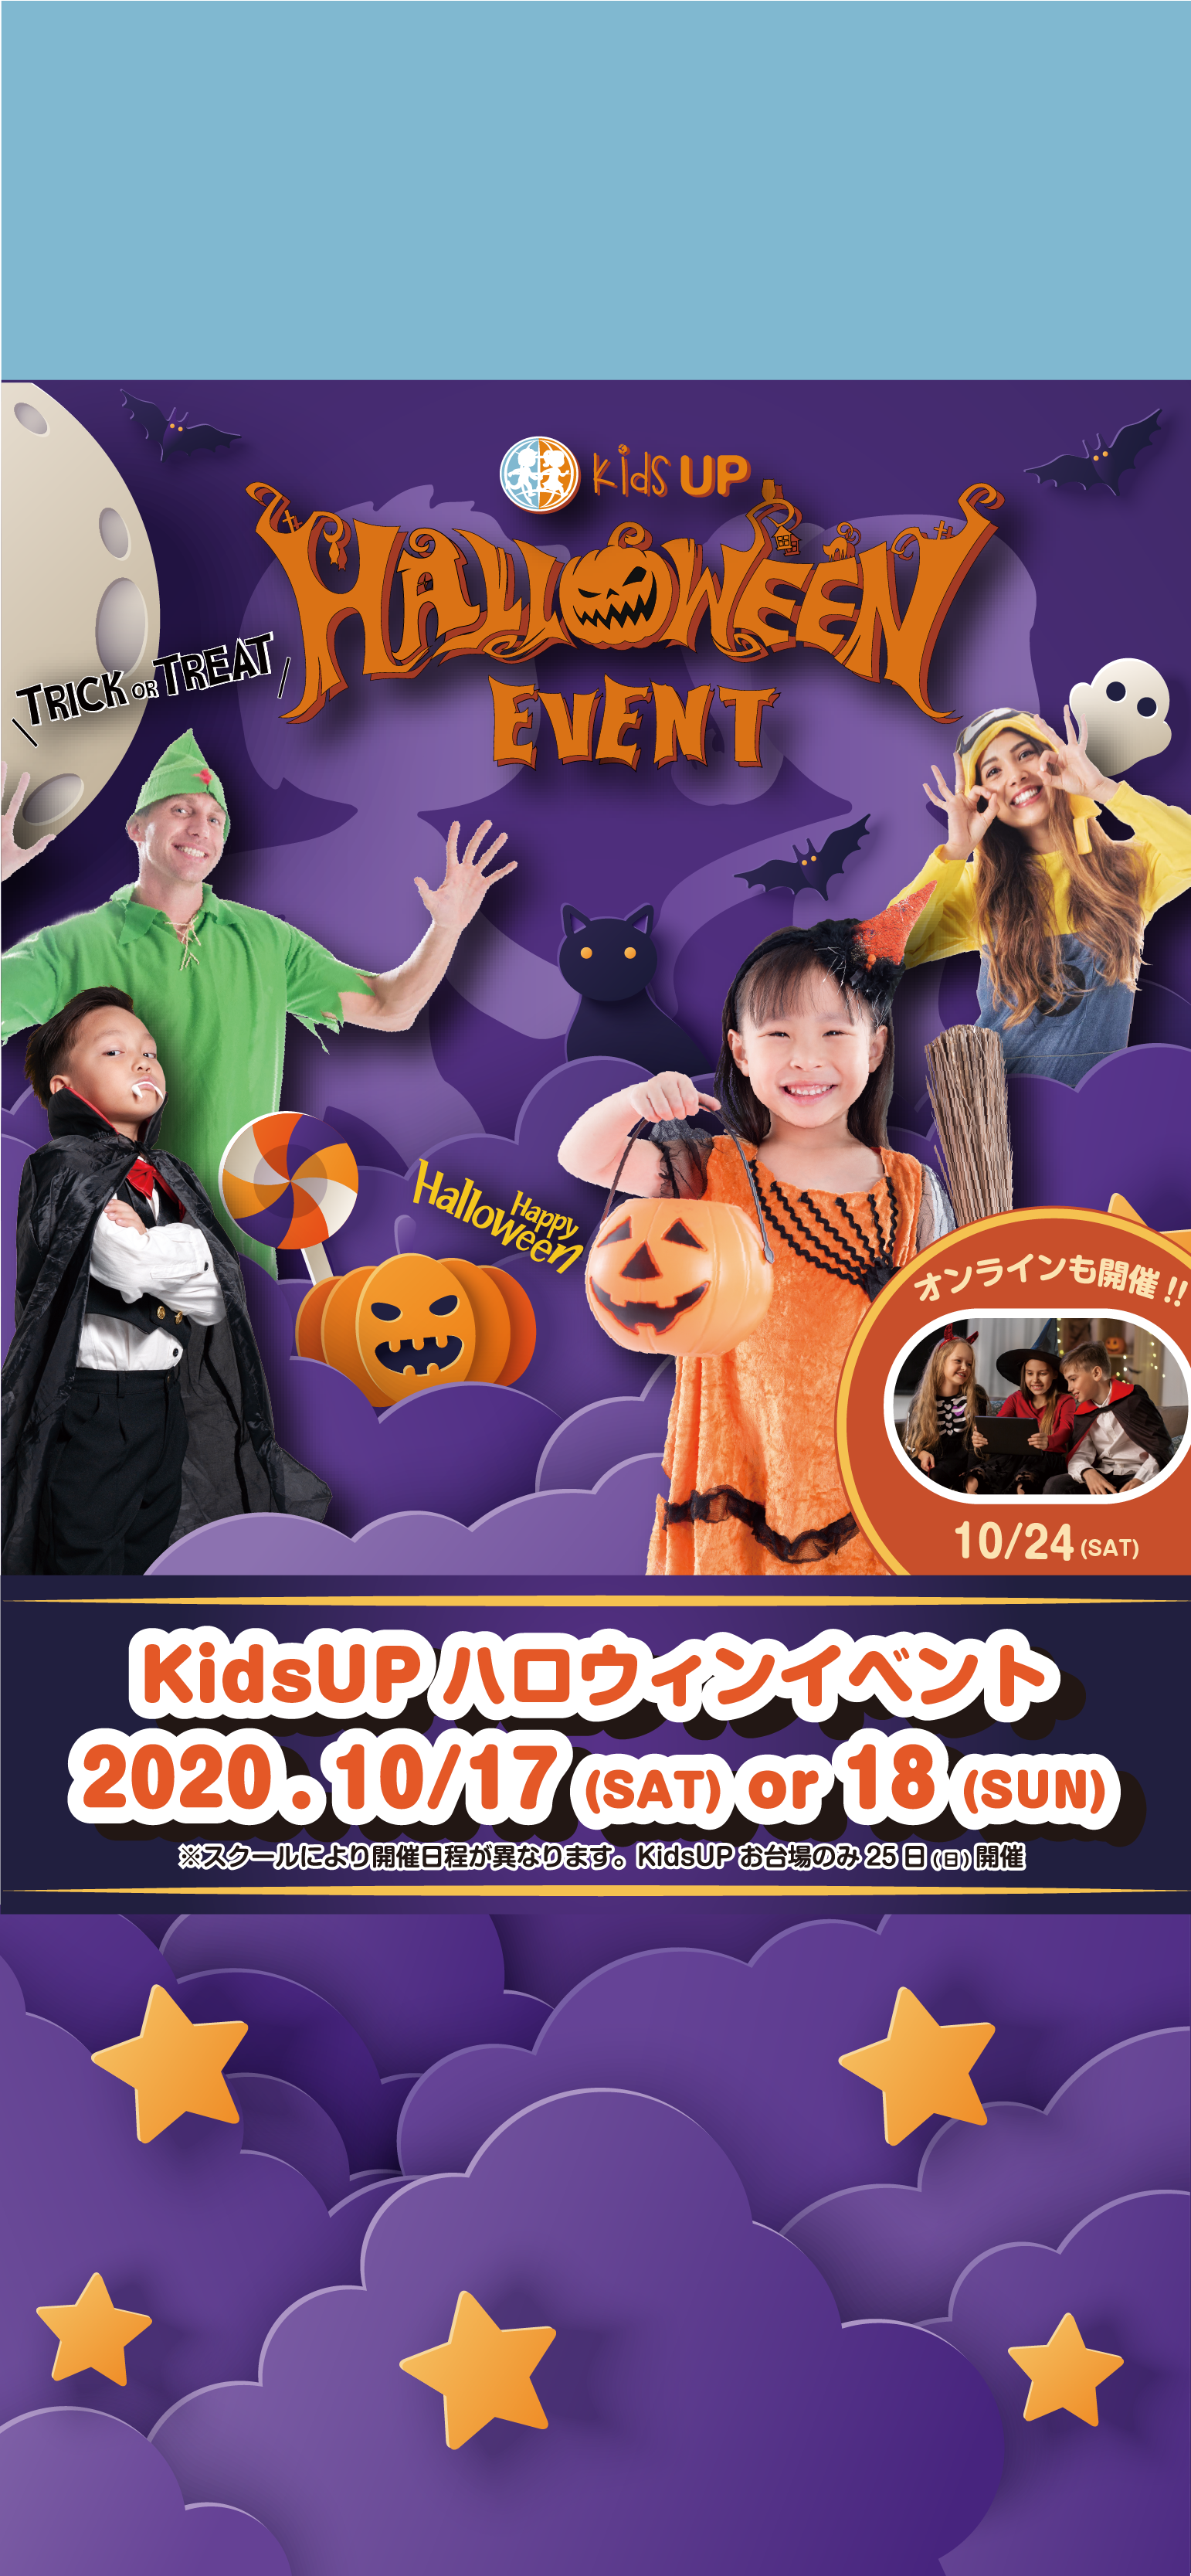 Kids UP
HALLOWEEN
EVENT
TRICK OR TREAT
Happy
Halloween
オンラインも開催!!
10/24 (SAT)
KidsUP ハロウィンイベント
2020.10/17 (SAT) or 18 (SUN)
※スクールにより開催日程が異なります。KidsUP お台場のみ 25 日 (日) 開催